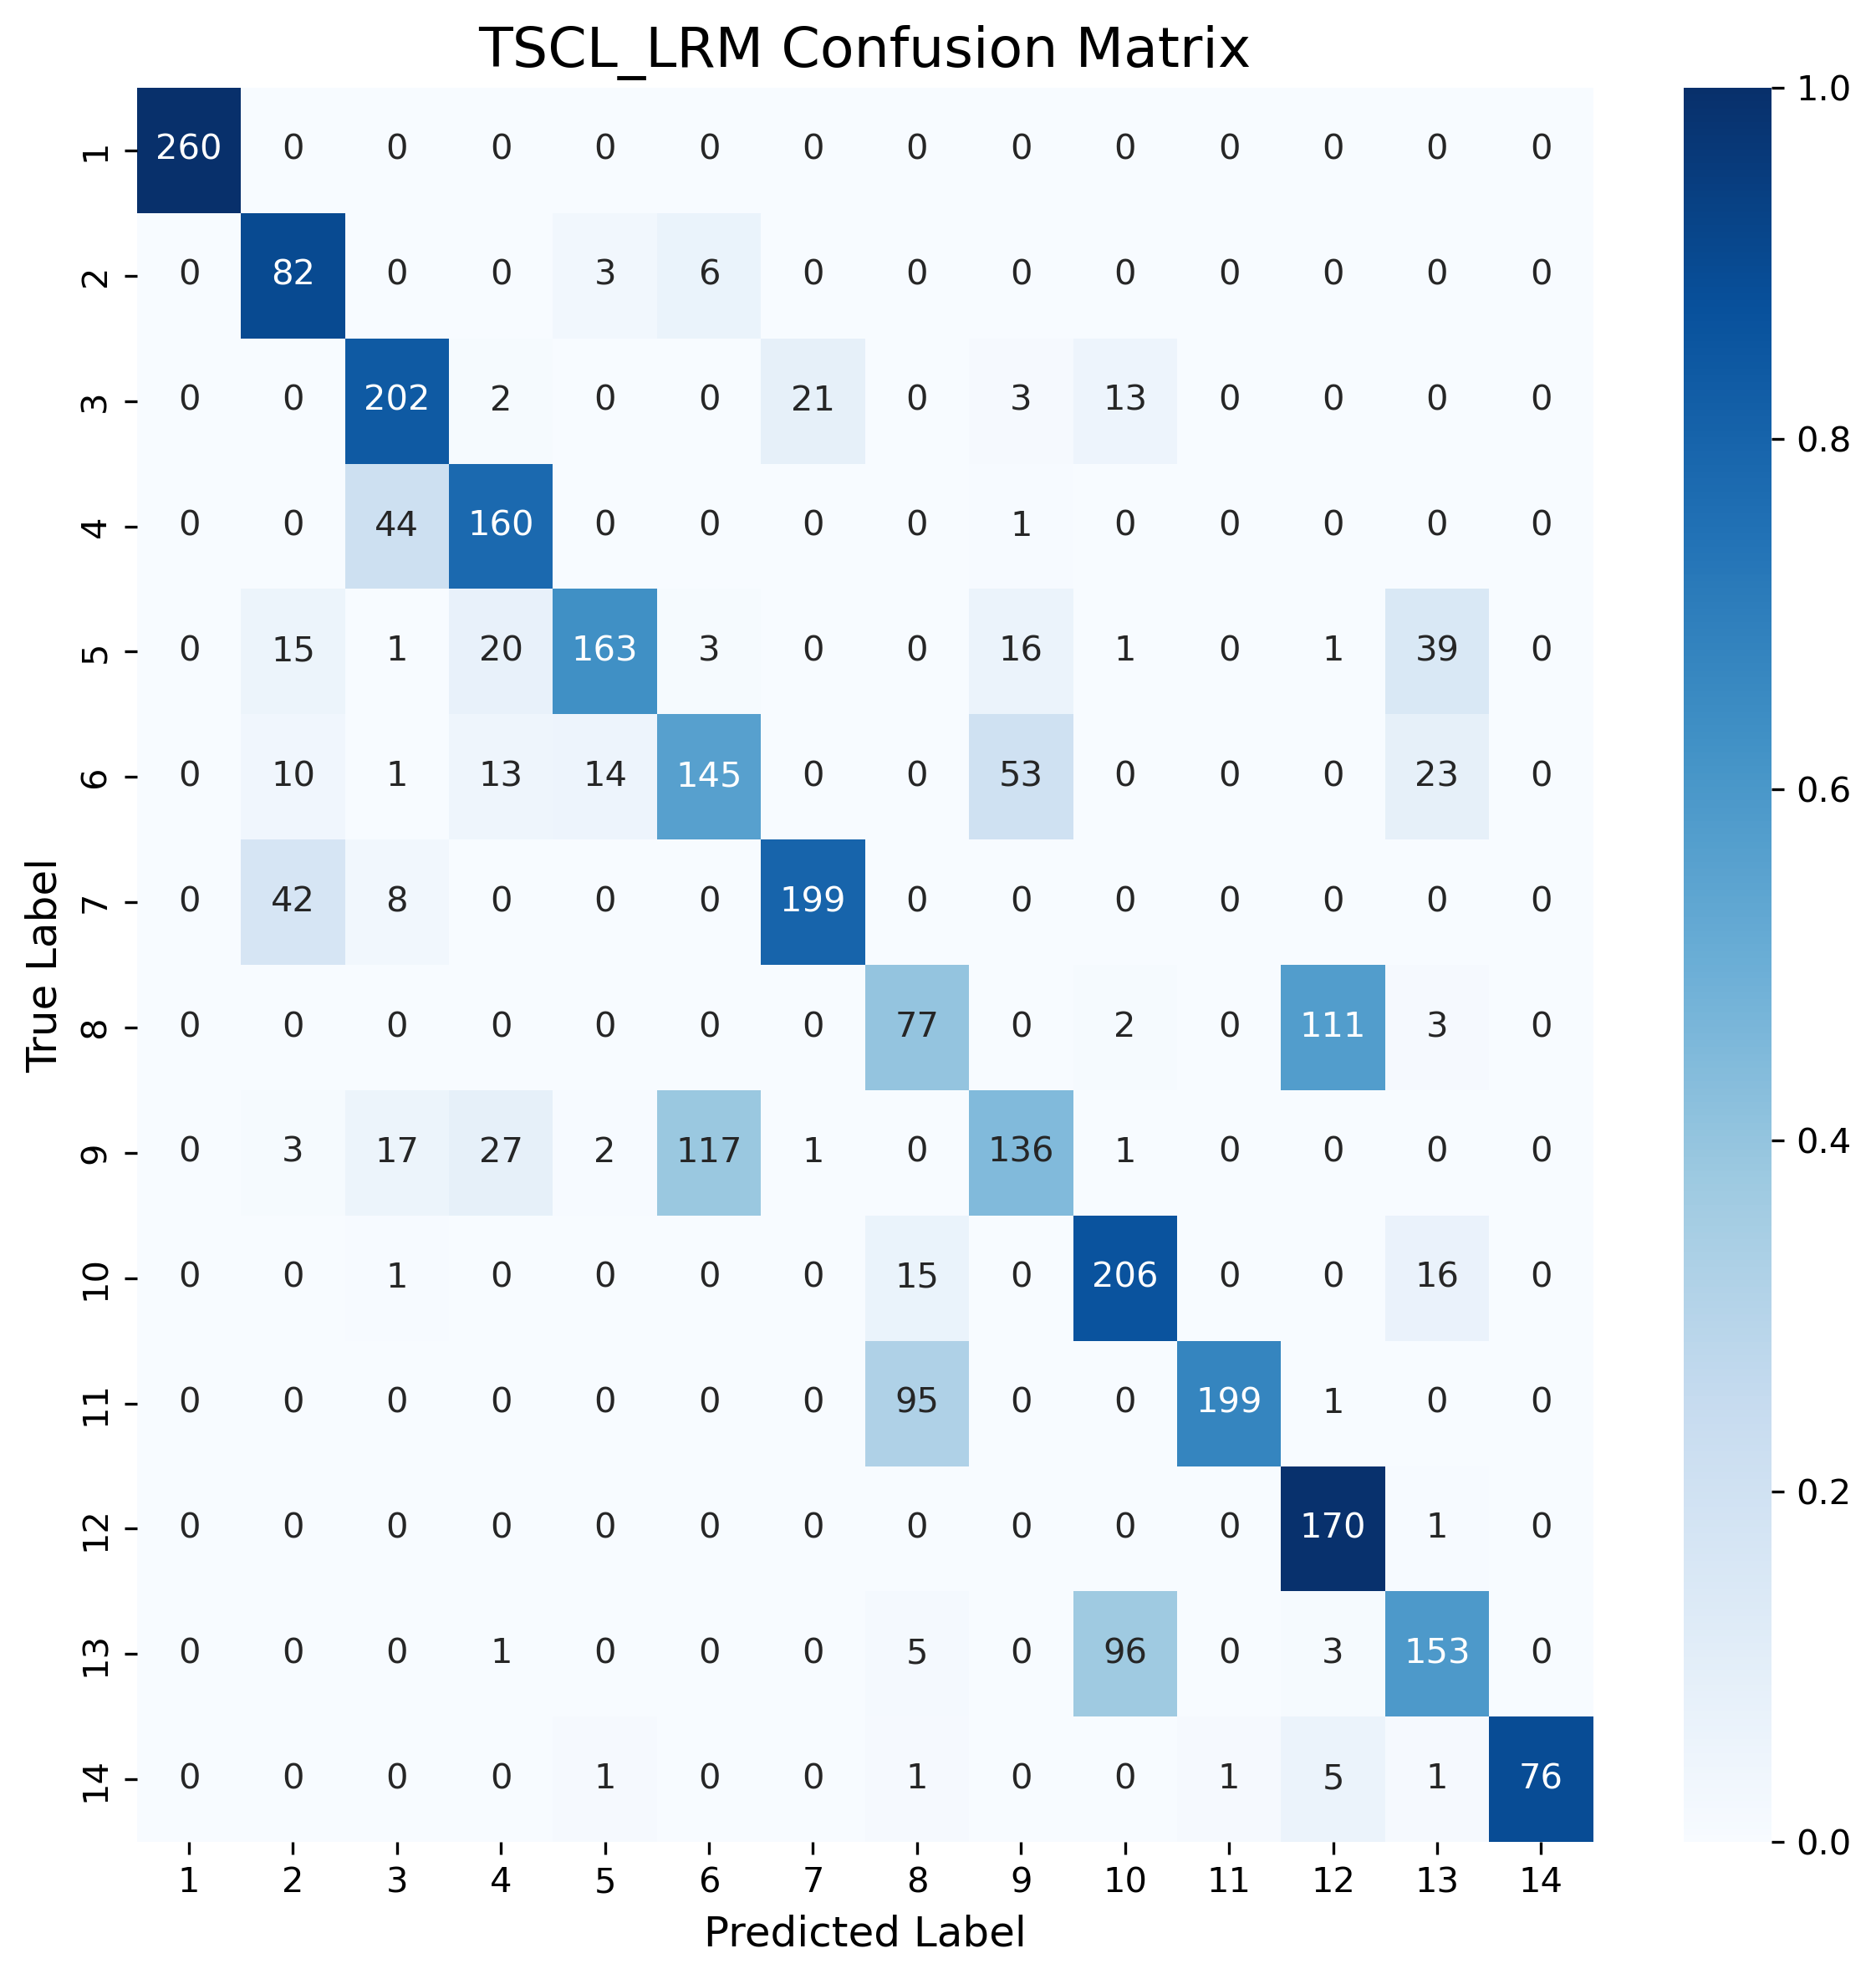 TSCL_LRM Confusion Matrix
1 260 0 0 0 0 0 0 0 0 0 0 0 0 0
2 0 82 0 0 3 6 0 0 0 0 0 0 0 0
3 0 0 202 2 0 0 21 0 3 13 0 0 0 0
4 0 0 44 160 0 0 0 0 1 0 0 0 0 0
5 0 15 1 20 163 3 0 0 16 1 0 1 39 0
6 0 10 1 13 14 145 0 0 53 0 0 0 23 0
7 0 42 8 0 0 0 199 0 0 0 0 0 0 0
8 0 0 0 0 0 0 0 77 0 2 0 111 3 0
9 0 3 17 27 2 117 1 0 136 1 0 0 0 0
10 0 0 1 0 0 0 0 15 0 206 0 0 16 0
11 0 0 0 0 0 0 0 95 0 0 199 1 0 0
12 0 0 0 0 0 0 0 0 0 0 0 170 1 0
13 0 0 0 1 0 0 0 5 0 96 0 3 153 0
14 0 0 0 0 1 0 0 1 0 0 1 5 1 76
1 2 3 4 5 6 7 8 9 10 11 12 13 14
Predicted Label
True Label
1.0
0.8
0.6
0.4
0.2
0.0